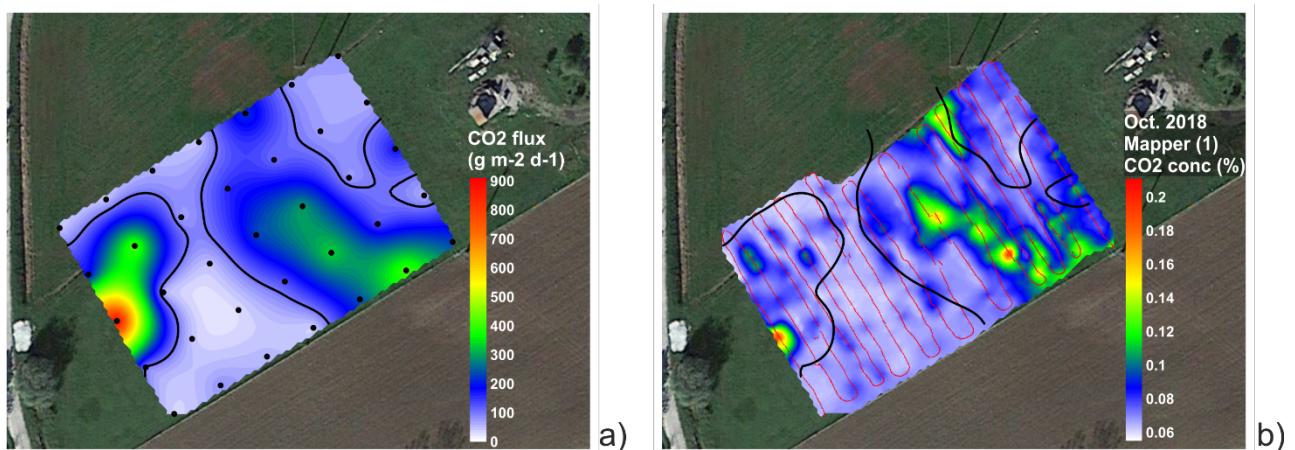 CO2 flux
(g m-2 d-1)
900
800
700
600
500
400
300
200
100
0
a)
Oct. 2018
Mapper (1)
CO2 conc (%)
0.2
0.18
0.16
0.14
0.12
0.1
0.08
0.06
b)